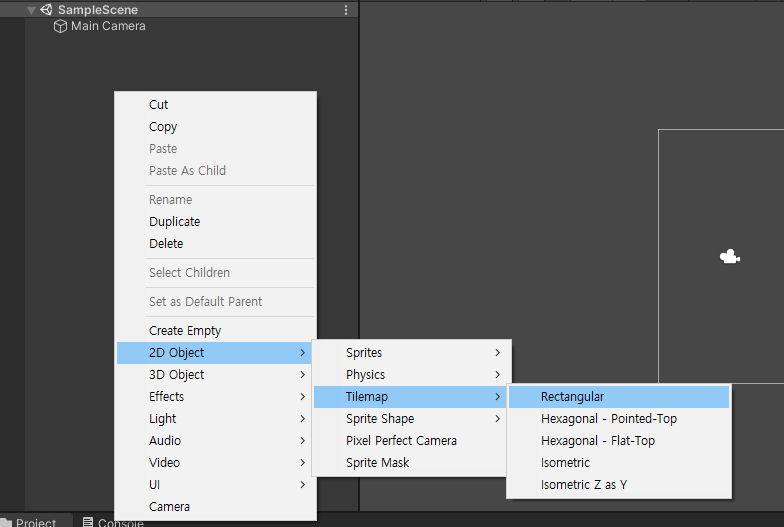 SampleScene
Main Camera
Cut
Copy
Paste
Paste As Child
Rename
Duplicate
Delete
Select Children
Set as Default Parent
Create Empty
2D Object
3D Object
Effects
Light
Audio
Video
UI
Camera
Sprites
Physics
Tilemap
Sprite Shape
Pixel Perfect Camera
Sprite Mask
Rectangular
Hexagonal - Pointed-Top
Hexagonal - Flat-Top
Isometric
Isometric Z as Y
Project
Console